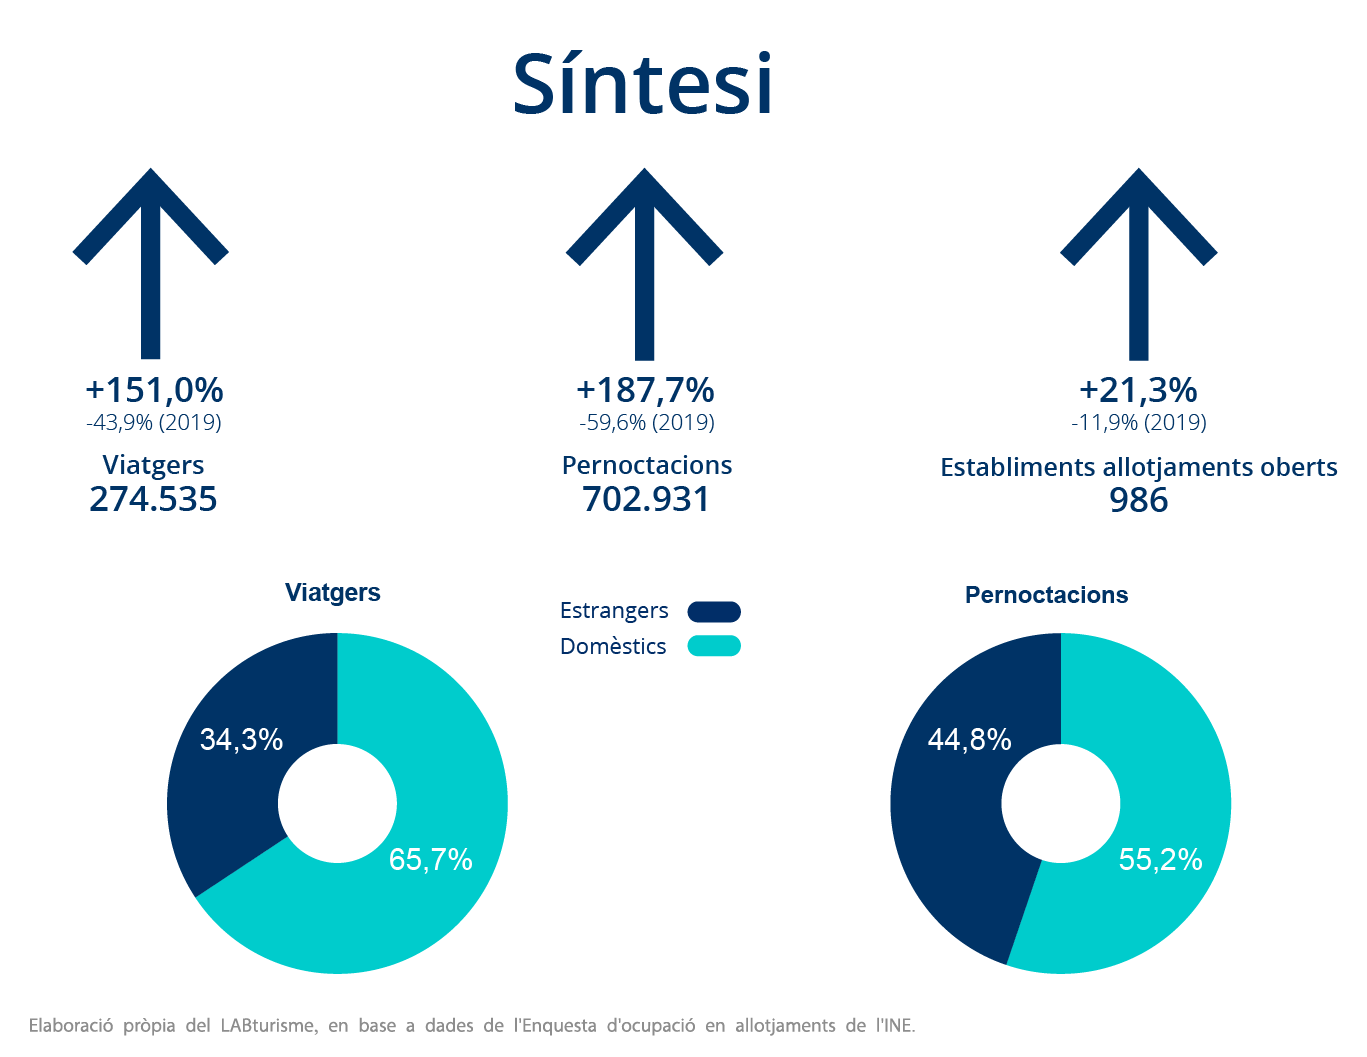 Síntesi
+151,0%
-43,9% (2019)
Viatgers
274.535
+187,7%
-59,6% (2019)
Pernoctacions
702.931
+21,3%
-11,9% (2019)
Establiments allotjaments oberts
986
Viatgers
34,3%
65,7%
Estrangers
Domèstics
Pernoctacions
44,8%
55,2%
Elaboració pròpia del LABturisme, en base a dades de l'Enquesta d'ocupació en allotjaments de l'INE.